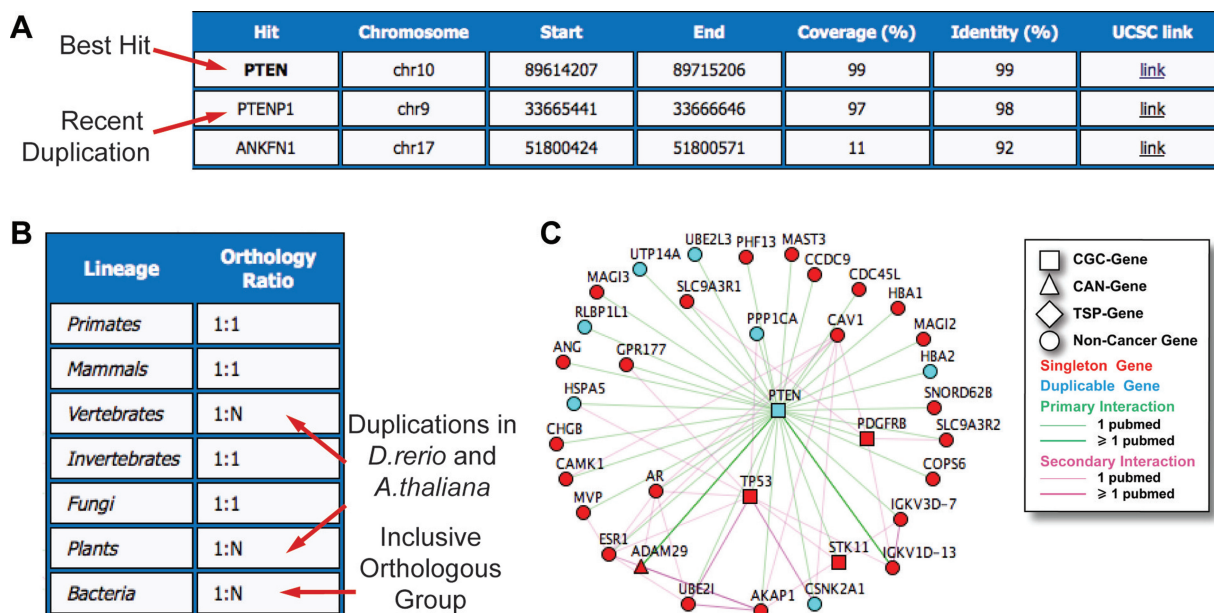 A
Best Hit
Recent
Duplication
Hit Chromosome Start End Coverage (%) Identity (%) UCSC link
PTEN chr10 89614207 89715206 99 99 link
PTENP1 chr9 33665441 33666646 97 98 link
ANKFN1 chr17 51800424 51800571 11 92 link
B
Lineage Orthology Ratio
Primates 1:1
Mammals 1:1
Vertebrates 1:N
Invertebrates 1:1
Fungi 1:1
Plants 1:N
Bacteria 1:N
Duplications in
D.rerio and
A.thaliana
Inclusive
Orthologous
Group
C
UBE2L3
PHF13
MAST3
UTP14A
CCDC9
MAGI3
SLC9A3R1
CDC45L
HBA1
RLBP1L1
PPP1CA
CAV1
MAGI2
ANG
GPR177
HBA2
HSPA5
PTEN
SNORD62B
CHGB
PDGFRB
SLC9A3R2
CAMK1
AR
TP53
COPS6
MVP
IGKV3D-7
ESR1
ADAM29
STK11
IGKV1D-13
UBE2I
AKAP1
CSNK2A1
CGC-Gene
CAN-Gene
TSP-Gene
Non-Cancer Gene
Singleton Gene
Duplicable Gene
Primary Interaction
1 pubmed
⩾ 1 pubmed
Secondary Interaction
1 pubmed
⩾ 1 pubmed